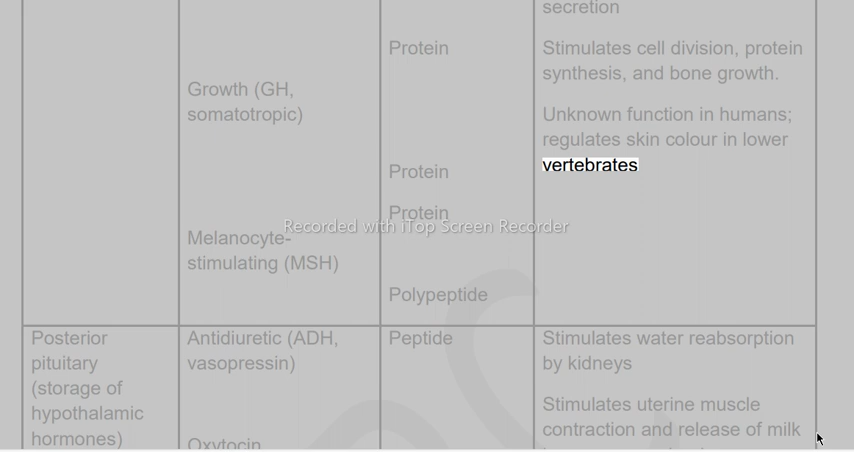 secretion
Protein
Stimulates cell division, protein
synthesis, and bone growth.
Growth (GH,
somatotropic)
Unknown function in humans;
regulates skin colour in lower
vertebrates
Protein
Protein
Recorded with iTop Screen Recorder
Melanocyte-
stimulating (MSH)
Polypeptide
Posterior
pituitary
(storage of
hypothalamic
hormones)
Antidiuretic (ADH,
vasopressin)
Oxytocin
Peptide
Stimulates water reabsorption
by kidneys
Stimulates uterine muscle
contraction and release of milk